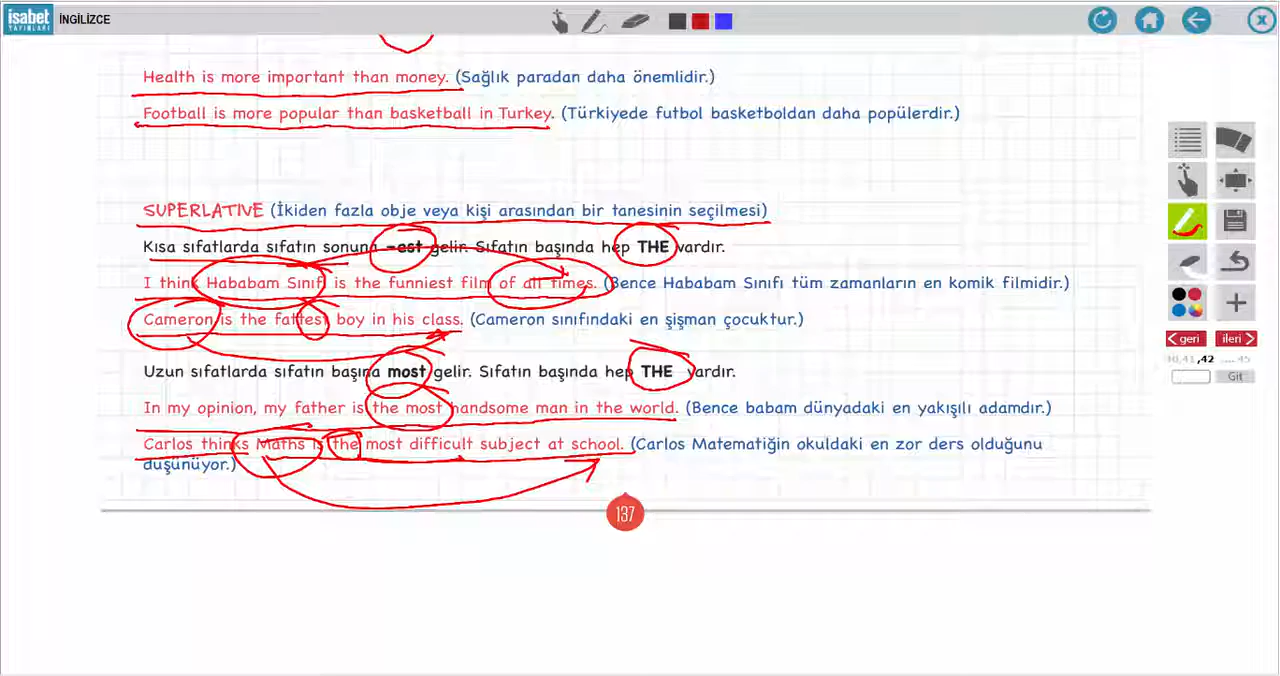 isabet
YAYINLARI
İNGİLİZCE
Health is more important than money. (Sağlık paradan daha önemlidir.)
Football is more popular than basketball in Turkey. (Türkiyede futbol basketboldan daha popülerdir.)
SUPERLATIVE (İkiden fazla obje veya kişi arasından bir tanesinin seçilmesi)
Kısa sıfatlarda sıfatın sonuna –est gelir. Sıfatın başında hep THE vardır.
I think Hababam Sınıfı is the funniest film of all times. (Bence Hababam Sınıfı tüm zamanların en komik filmidir.)
Cameron is the fattest boy in his class. (Cameron sınıfındaki en şişman çocuktur.)
Uzun sıfatlarda sıfatın başına most gelir. Sıfatın başında hep THE vardır.
In my opinion, my father is the most handsome man in the world. (Bence babam dünyadaki en yakışılı adamdır.)
Carlos thinks Maths is the most difficult subject at school. (Carlos Matematiğin okuldaki en zor ders olduğunu
düşünüyor.)
137
geri
ileri
,42
45
Git